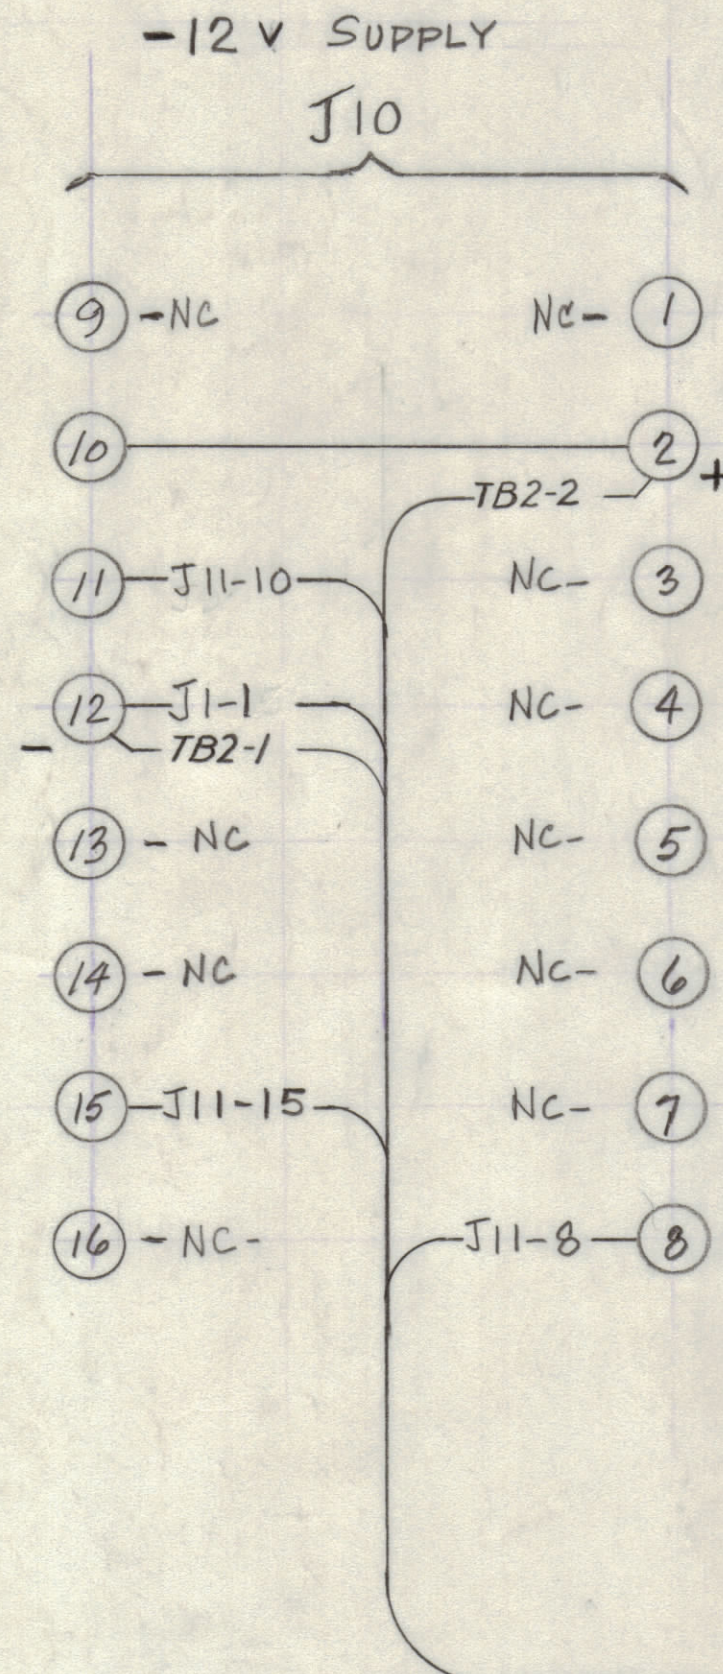 -12 V SUPPLY
J10
9 -NC NC- 1
10 2 +
TB2-2
11 J11-10 NC- 3
12 J1-1 NC- 4
- TB2-1
13 - NC NC- 5
14 - NC NC- 6
15 J11-15 NC- 7
16 - NC - J11-8 8